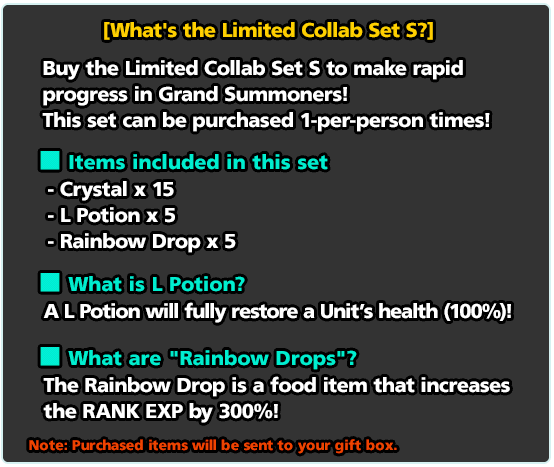 [What's the Limited Collab Set S?]
Buy the Limited Collab Set S to make rapid
progress in Grand Summoners!
This set can be purchased 1-per-person times!
■ Items included in this set
- Crystal x 15
- L Potion x 5
- Rainbow Drop x 5
■ What is L Potion?
A L Potion will fully restore a Unit’s health (100%)!
■ What are "Rainbow Drops"?
The Rainbow Drop is a food item that increases
the RANK EXP by 300%!
Note: Purchased items will be sent to your gift box.